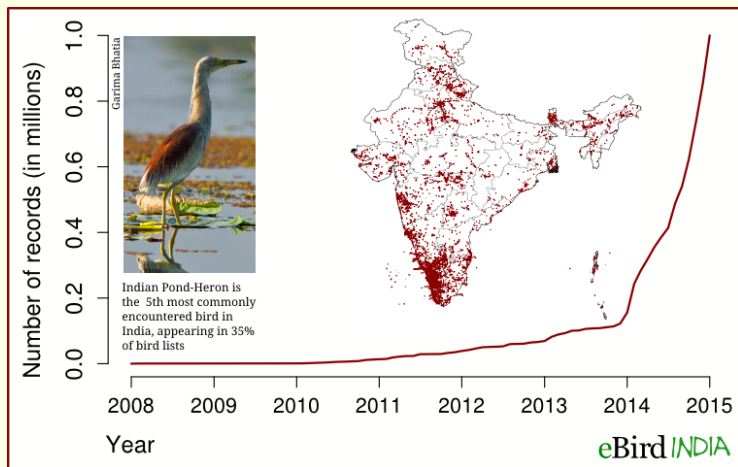 Number of records (in millions)
1.0
0.8
0.6
0.4
0.2
0.0
Garima Bhatia
Indian Pond-Heron is
the 5th most commonly
encountered bird in
India, appearing in 35%
of bird lists
2008 2009 2010 2011 2012 2013 2014 2015
Year
eBird INDIA